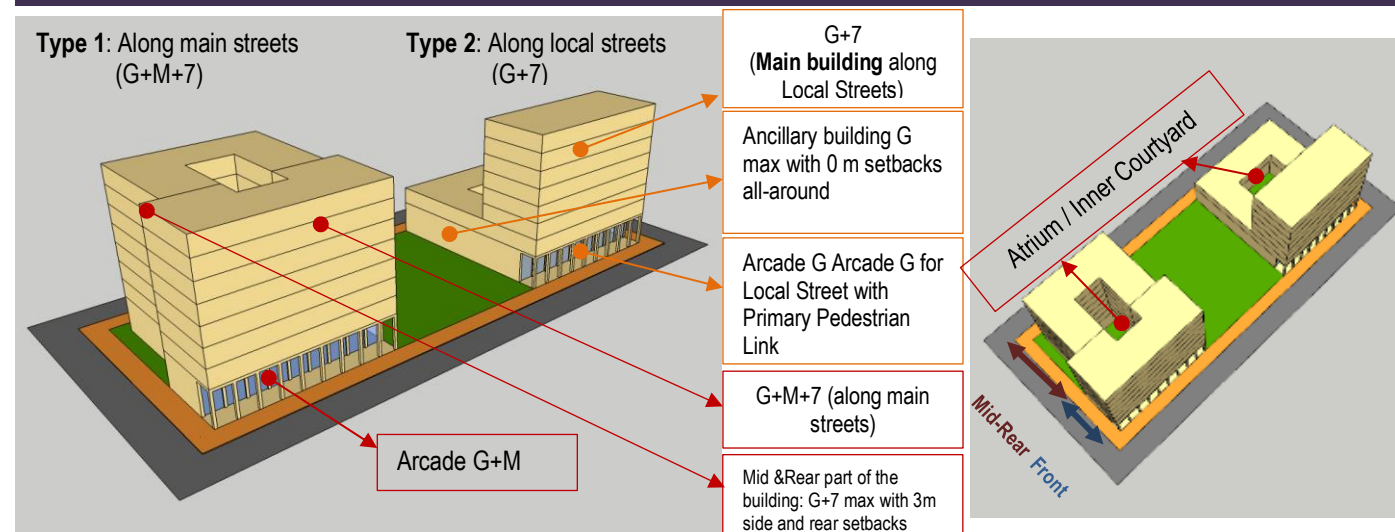 Type 1: Along main streets
(G+M+7)
Type 2: Along local streets
(G+7)
G+7
(Main building along
Local Streets)
Ancillary building G
max with 0 m setbacks
all-around
Arcade G Arcade G for
Local Street with
Primary Pedestrian
Link
G+M+7 (along main
streets)
Mid &Rear part of the
building: G+7 max with 3m
side and rear setbacks
Arcade G+M
Atrium / Inner Courtyard
Mid-Rear
Front